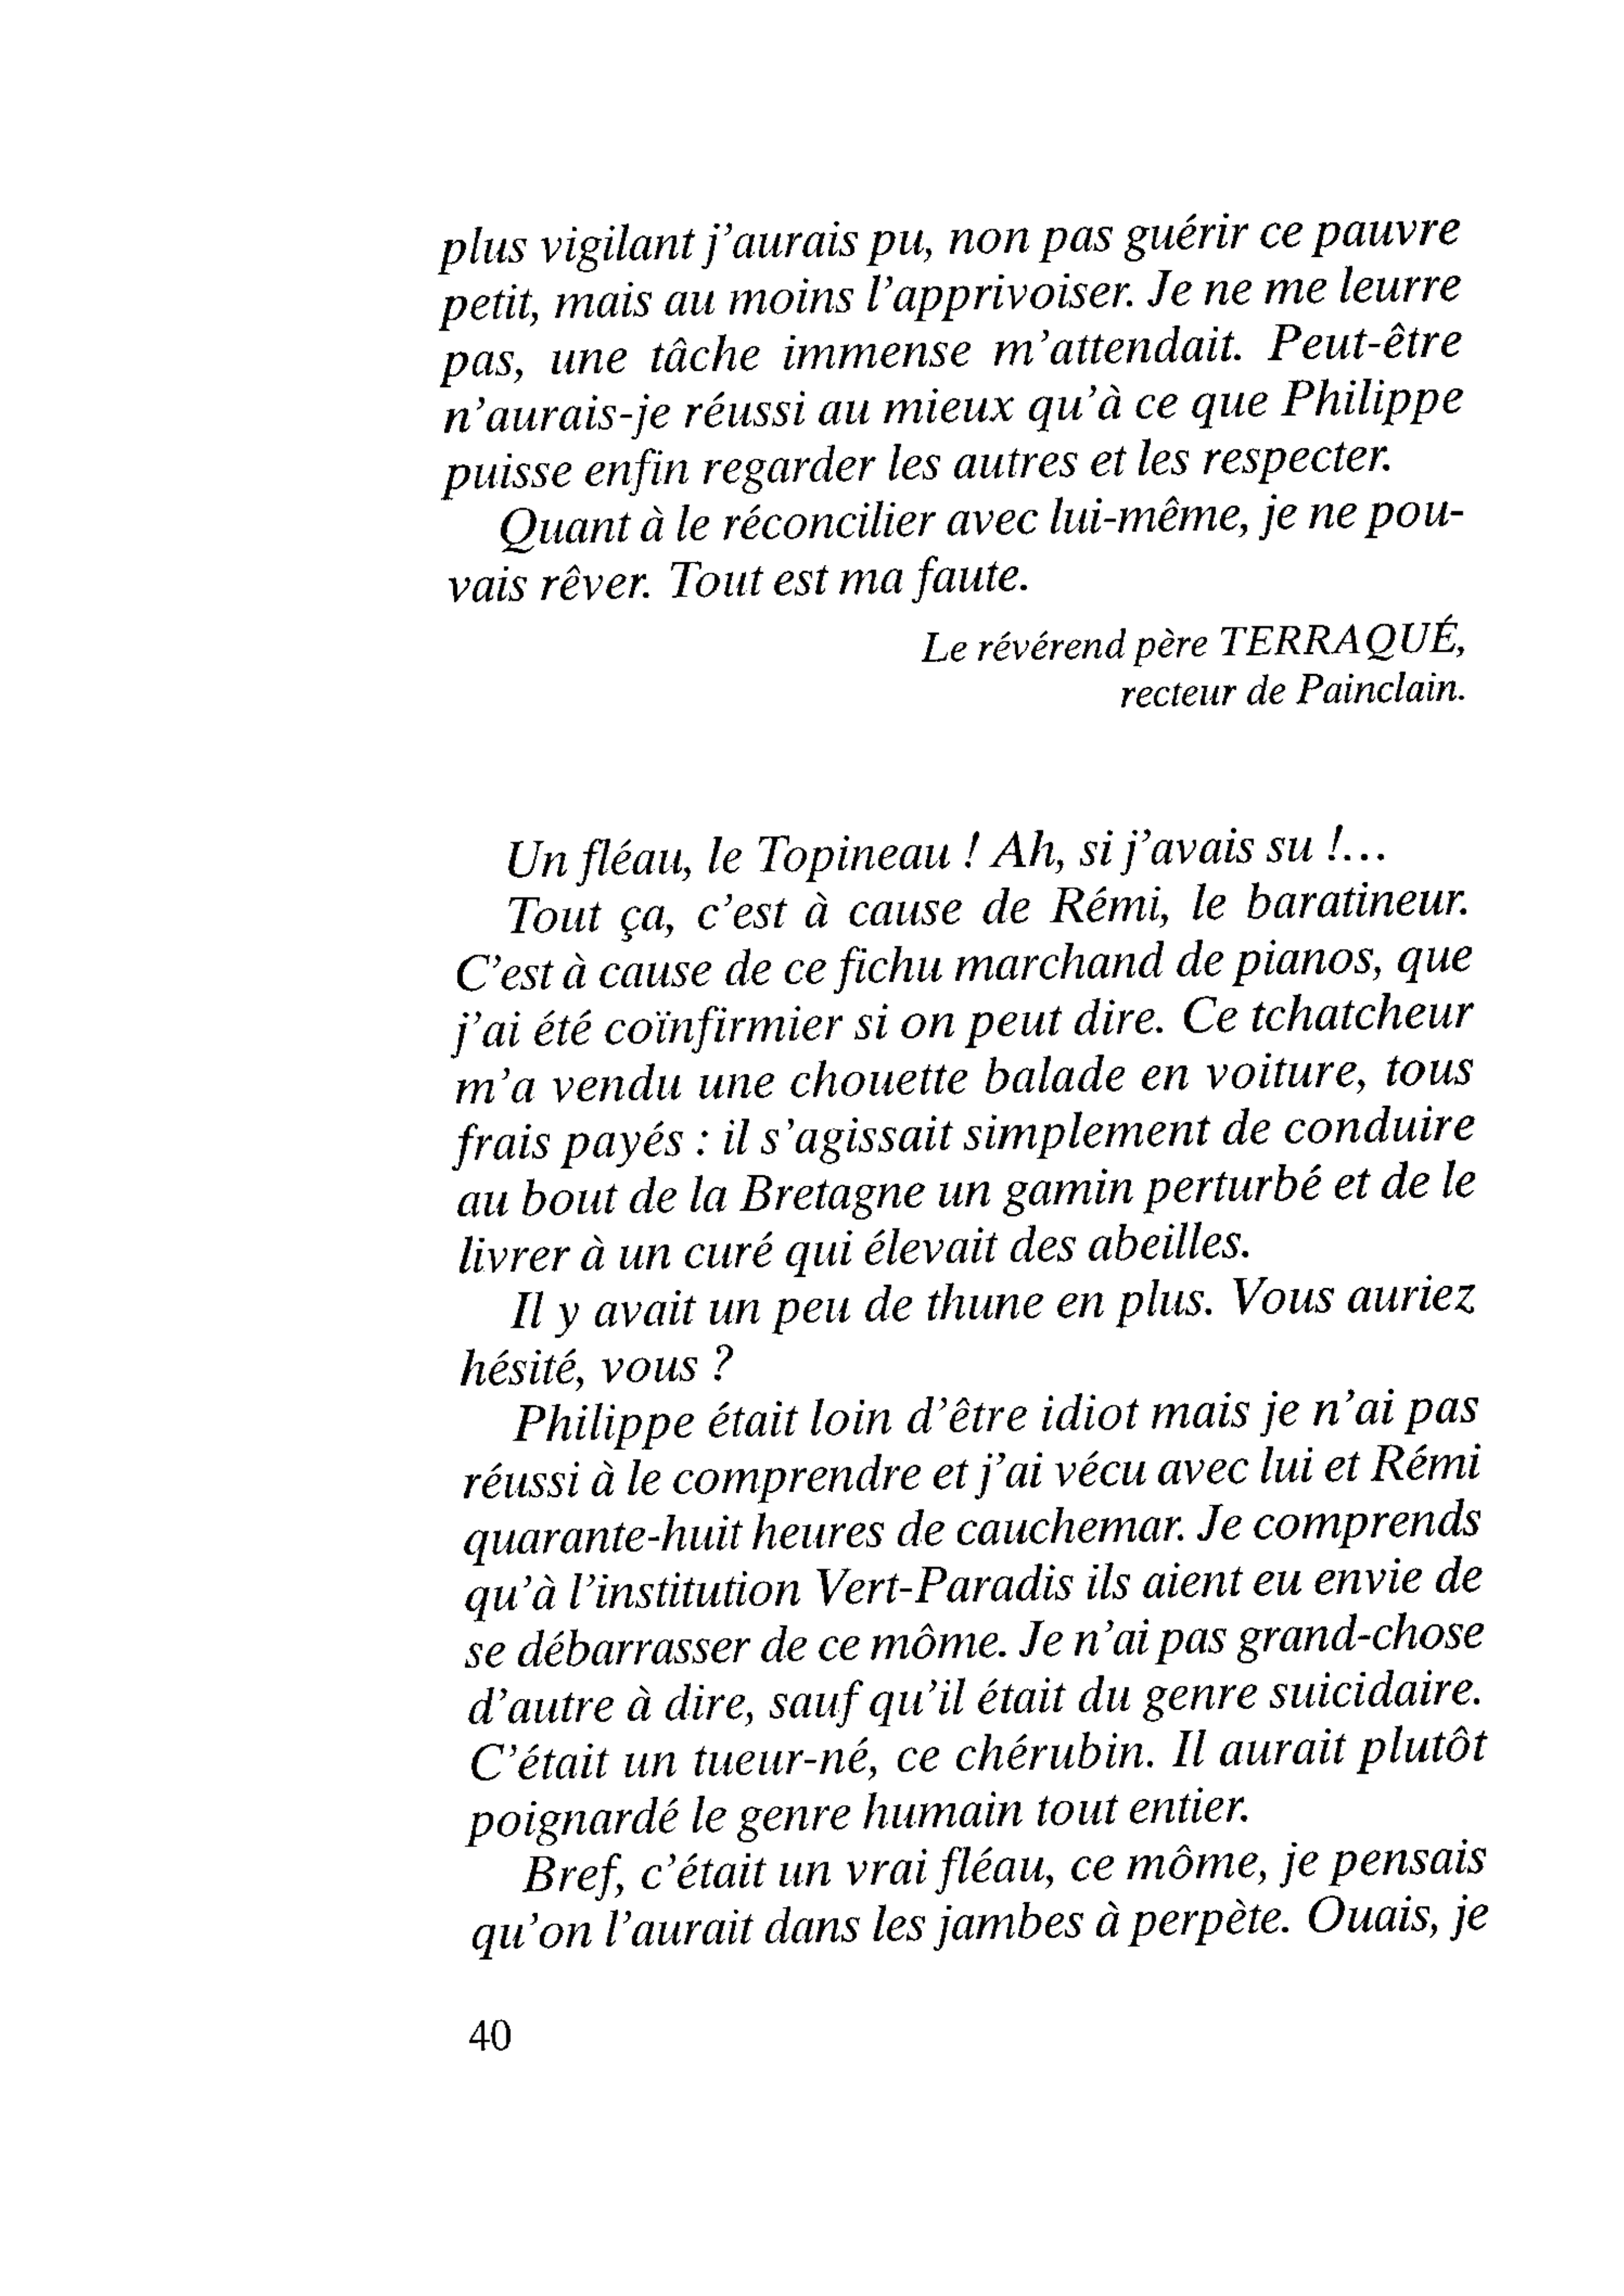 plus vigilant j'aurais pu, non pas guérir ce pauvre
petit, mais au moins l'apprivoiser. Je ne me leurre
pas, une tâche immense m'attendait. Peut-être
n'aurais-je réussi au mieux qu'à ce que Philippe
puisse enfin regarder les autres et les respecter.
Quant à le réconcilier avec lui-même, je ne pou-
vais rêver. Tout est ma faute.
Le révérend père TERRAQUÉ,
recteur de Painclain.
Un fléau, le Topineau ! Ah, si j'avais su !...
Tout ça, c'est à cause de Rémi, le baratineur.
C'est à cause de ce fichu marchand de pianos, que
j'ai été coïnfirmier si on peut dire. Ce tchatcheur
m'a vendu une chouette balade en voiture, tous
frais payés : il s'agissait simplement de conduire
au bout de la Bretagne un gamin perturbé et de le
livrer à un curé qui élevait des abeilles.
Il y avait un peu de thune en plus. Vous auriez
hésité, vous ?
Philippe était loin d'être idiot mais je n'ai pas
réussi à le comprendre et j'ai vécu avec lui et Rémi
quarante-huit heures de cauchemar. Je comprends
qu'à l'institution Vert-Paradis ils aient eu envie de
se débarrasser de ce môme. Je n'ai pas grand-chose
d'autre à dire, sauf qu'il était du genre suicidaire.
C'était un tueur-né, ce chérubin. Il aurait plutôt
poignardé le genre humain tout entier.
Bref, c'était un vrai fléau, ce môme, je pensais
qu'on l'aurait dans les jambes à perpète. Ouais, je
40